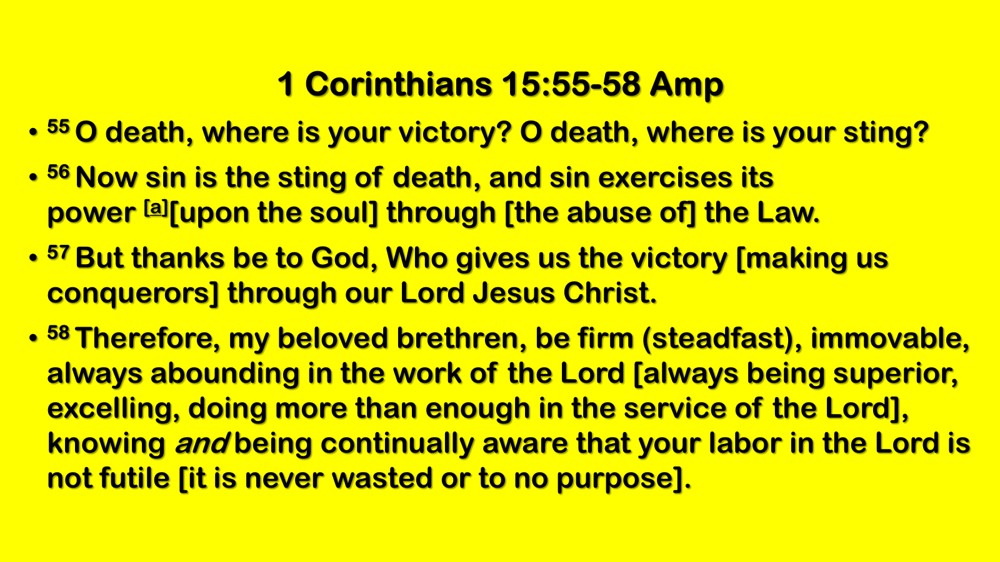 1 Corinthians 15:55-58 Amp
• 55 O death, where is your victory? O death, where is your sting?
• 56 Now sin is the sting of death, and sin exercises its
power [a][upon the soul] through [the abuse of] the Law.
• 57 But thanks be to God, Who gives us the victory [making us
conquerors] through our Lord Jesus Christ.
• 58 Therefore, my beloved brethren, be firm (steadfast), immovable,
always abounding in the work of the Lord [always being superior,
excelling, doing more than enough in the service of the Lord],
knowing and being continually aware that your labor in the Lord is
not futile [it is never wasted or to no purpose].